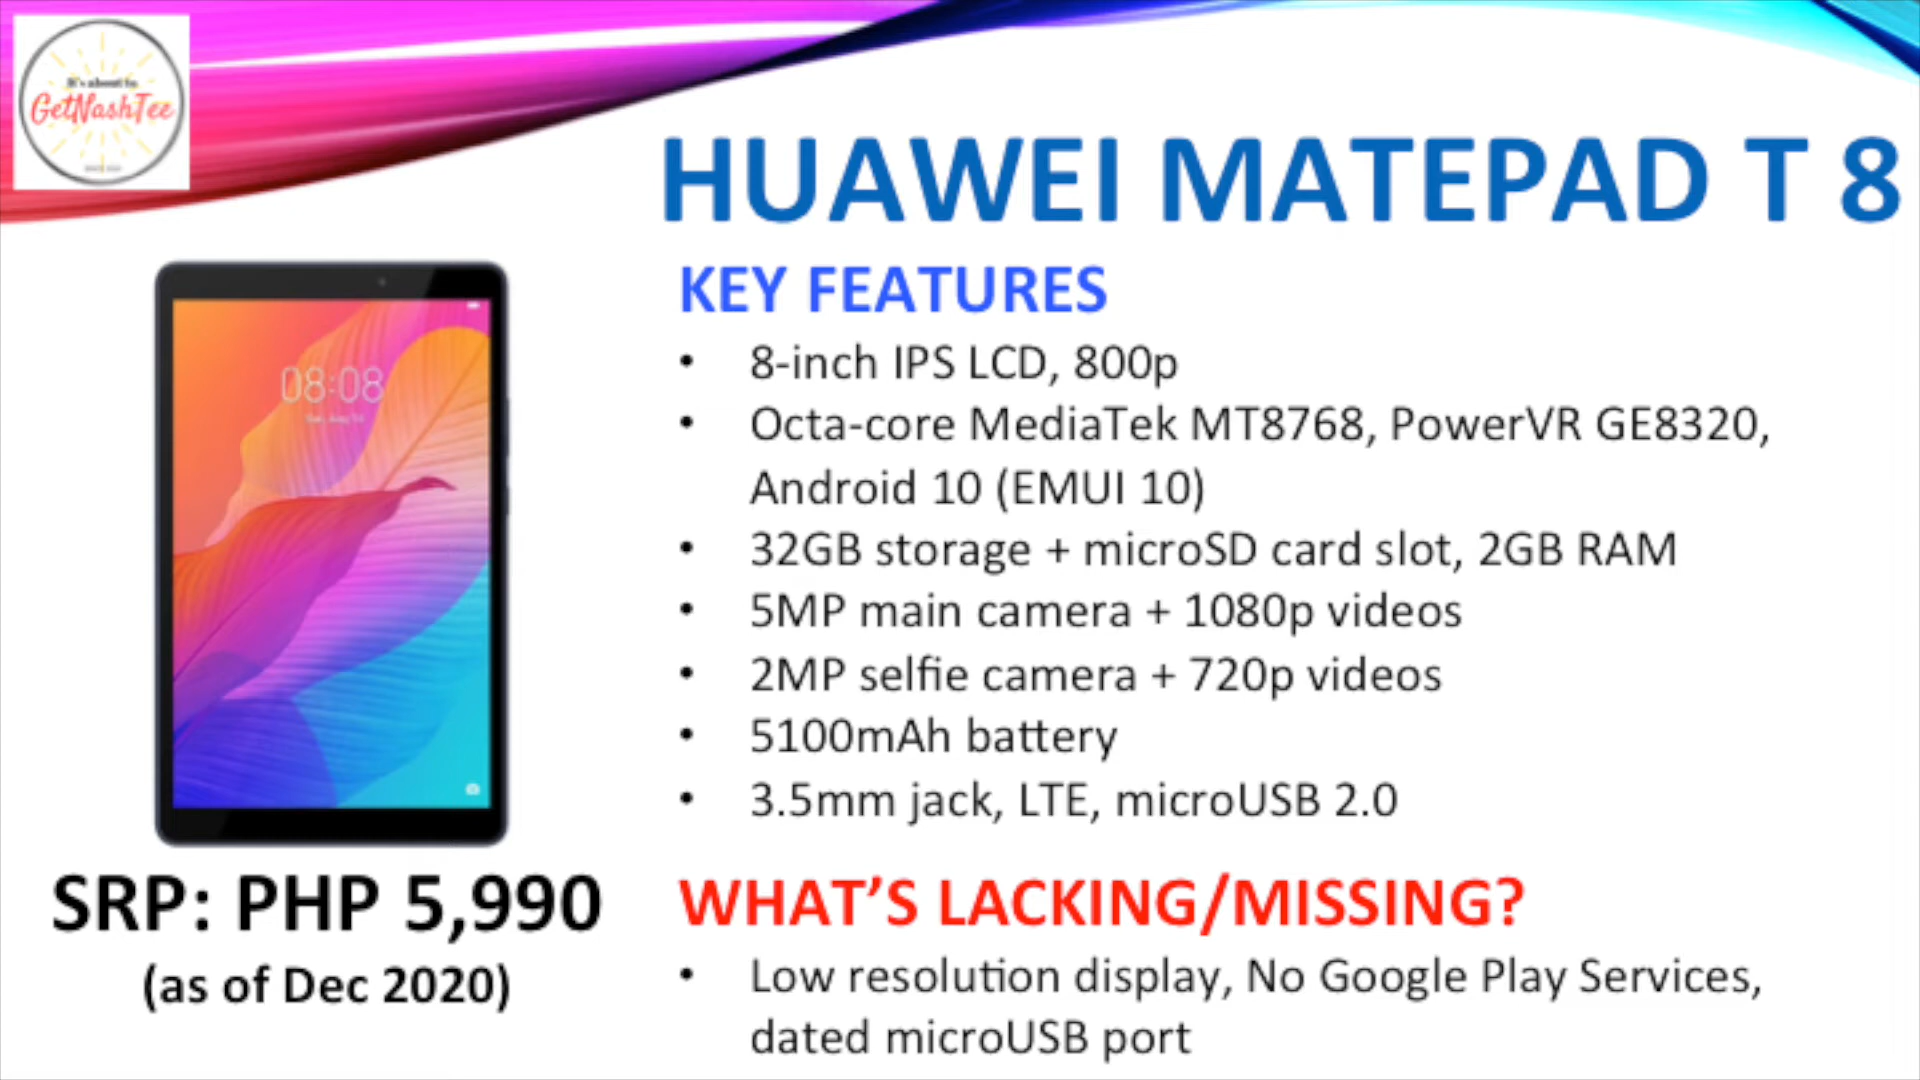 It's about to
GetNashTee
HUAWEI MATEPAD T 8
KEY FEATURES
• 8-inch IPS LCD, 800p
• Octa-core MediaTek MT8768, PowerVR GE8320,
Android 10 (EMUI 10)
• 32GB storage + microSD card slot, 2GB RAM
• 5MP main camera + 1080p videos
• 2MP selfie camera + 720p videos
• 5100mAh battery
• 3.5mm jack, LTE, microUSB 2.0
08:08
SRP: PHP 5,990
(as of Dec 2020)
WHAT'S LACKING/MISSING?
• Low resolution display, No Google Play Services,
dated microUSB port